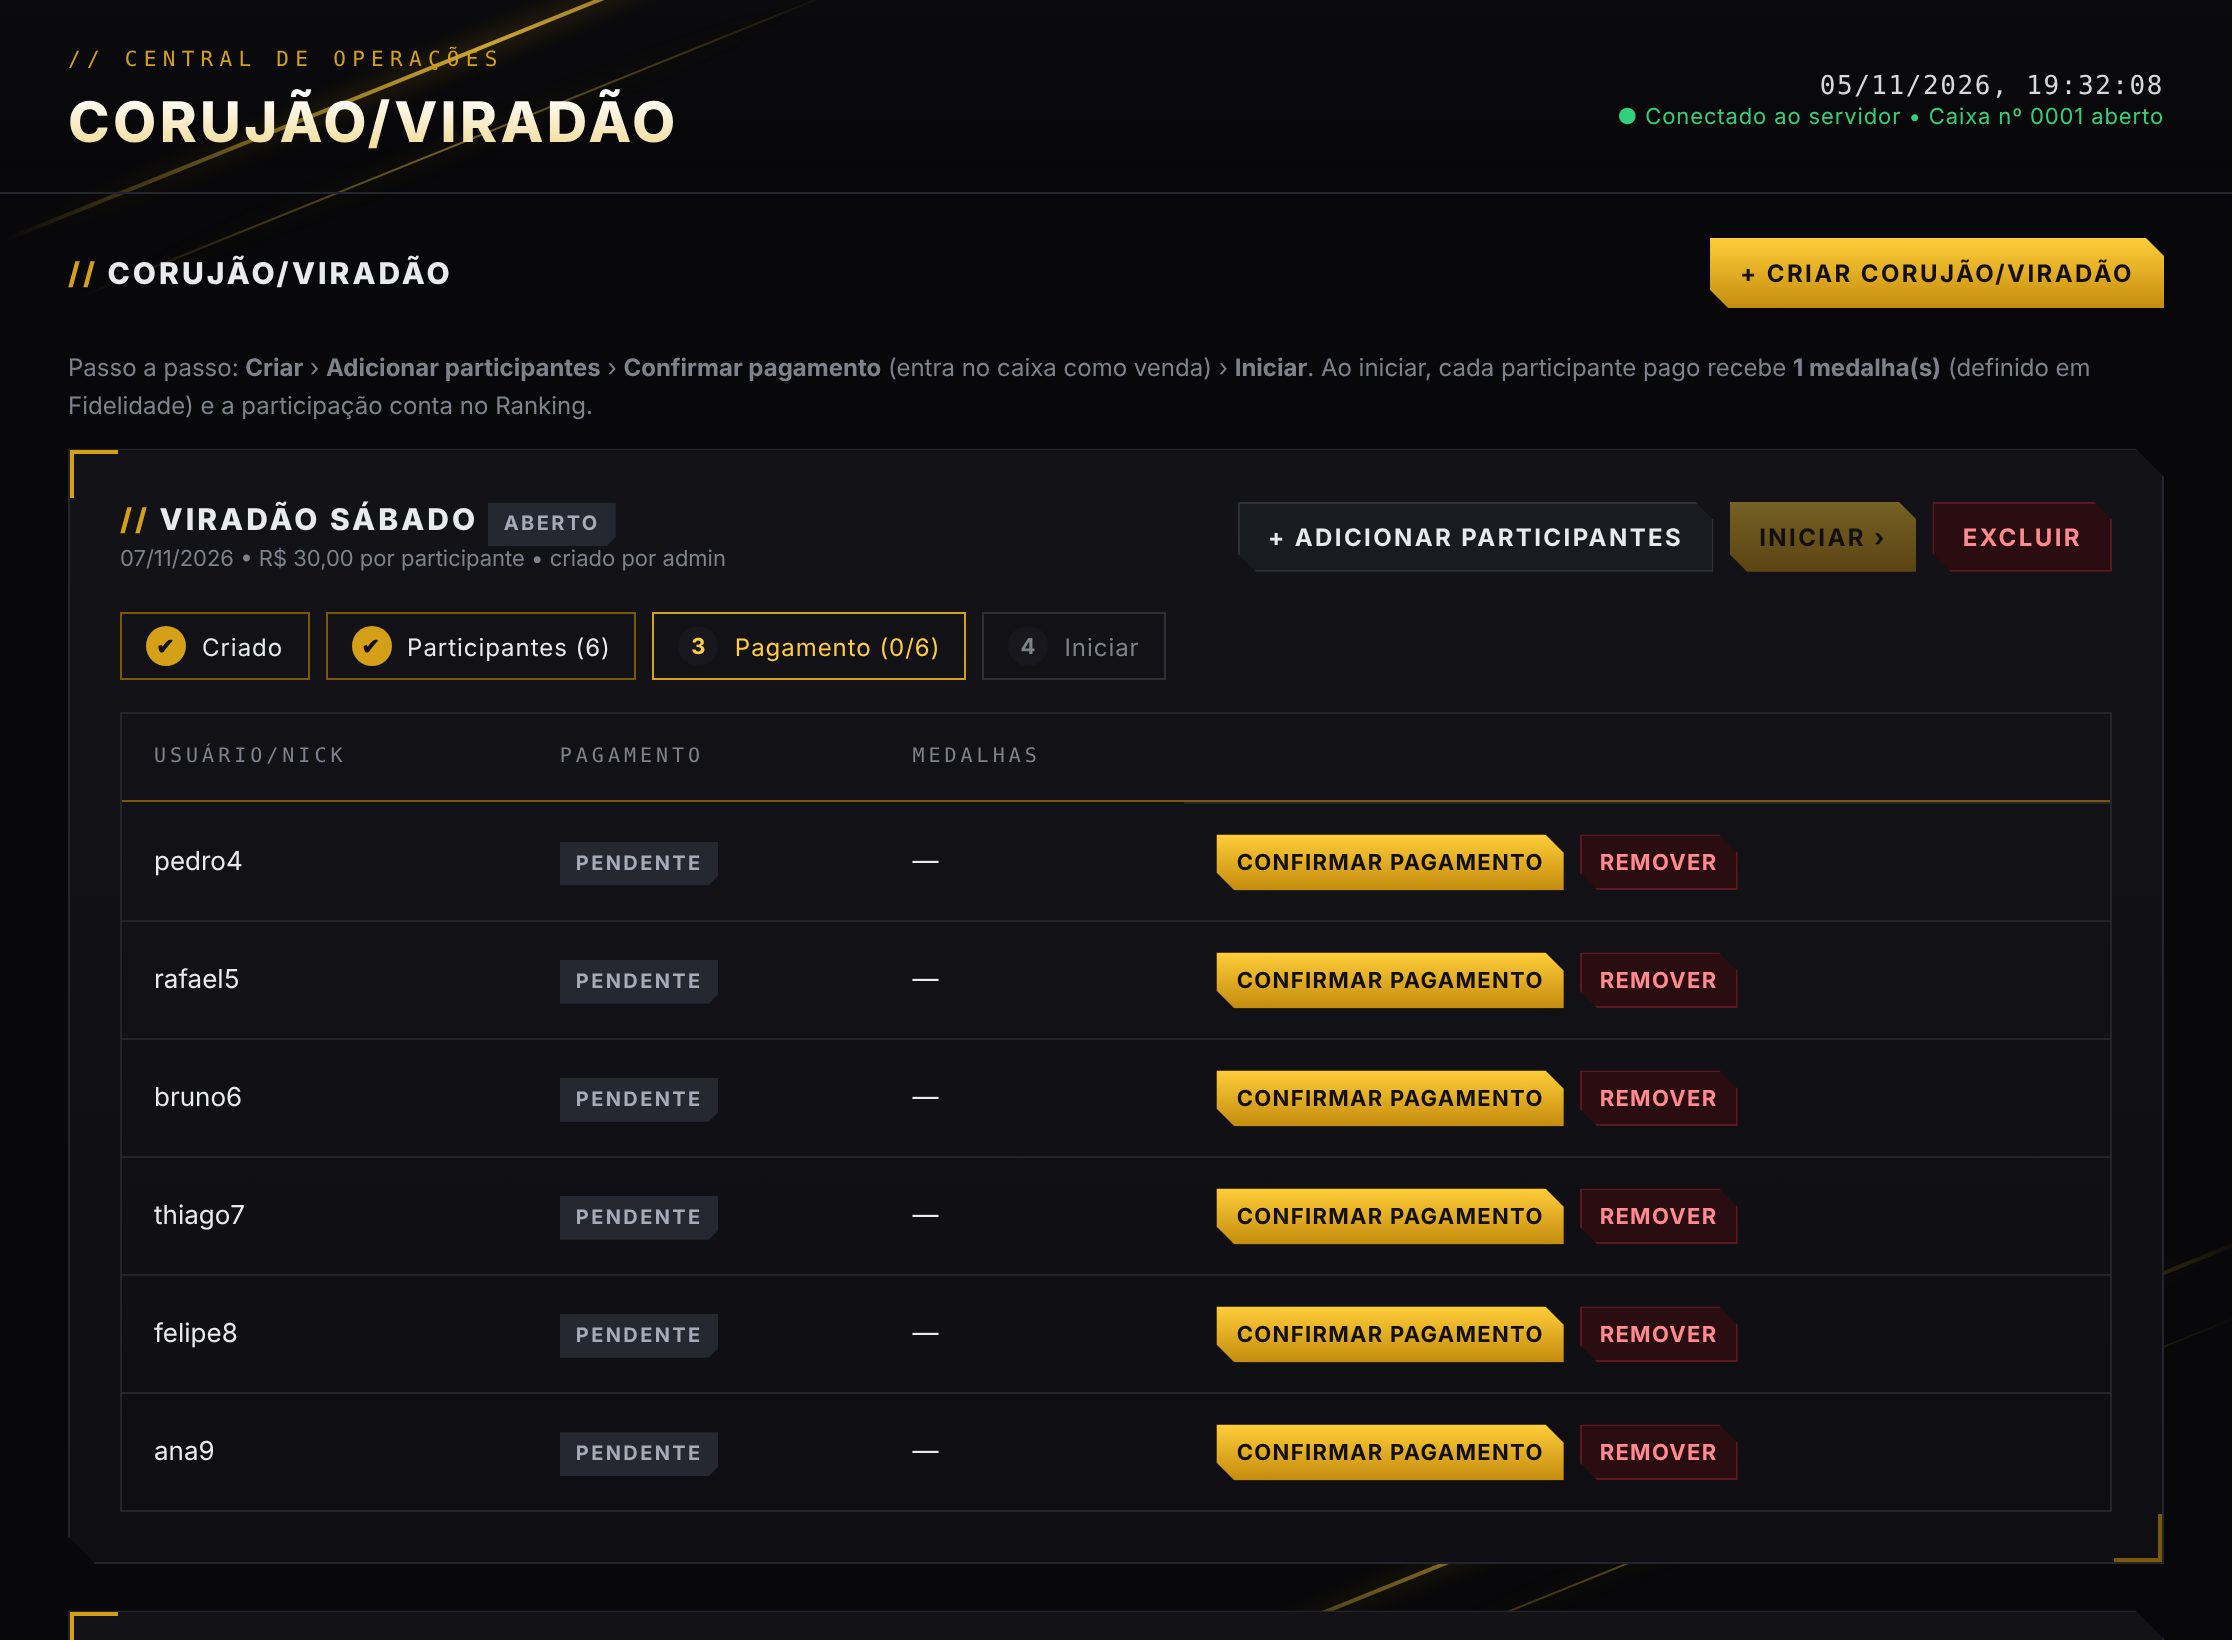 // CENTRAL DE OPERAÇÕES
CORUJÃO/VIRADÃO
05/11/2026, 19:32:08
Conectado ao servidor • Caixa nº 0001 aberto
// CORUJÃO/VIRADÃO
+ CRIAR CORUJÃO/VIRADÃO
Passo a passo: Criar › Adicionar participantes › Confirmar pagamento (entra no caixa como venda) › Iniciar. Ao iniciar, cada participante pago recebe 1 medalha(s) (definido em
Fidelidade) e a participação conta no Ranking.
// VIRADÃO SÁBADO ABERTO
07/11/2026 • R$ 30,00 por participante • criado por admin
+ ADICIONAR PARTICIPANTES INICIAR › EXCLUIR
✔ Criado ✔ Participantes (6) 3 Pagamento (0/6) 4 Iniciar
USUÁRIO/NICK PAGAMENTO MEDALHAS
pedro4 PENDENTE — CONFIRMAR PAGAMENTO REMOVER
rafael5 PENDENTE — CONFIRMAR PAGAMENTO REMOVER
bruno6 PENDENTE — CONFIRMAR PAGAMENTO REMOVER
thiago7 PENDENTE — CONFIRMAR PAGAMENTO REMOVER
felipe8 PENDENTE — CONFIRMAR PAGAMENTO REMOVER
ana9 PENDENTE — CONFIRMAR PAGAMENTO REMOVER